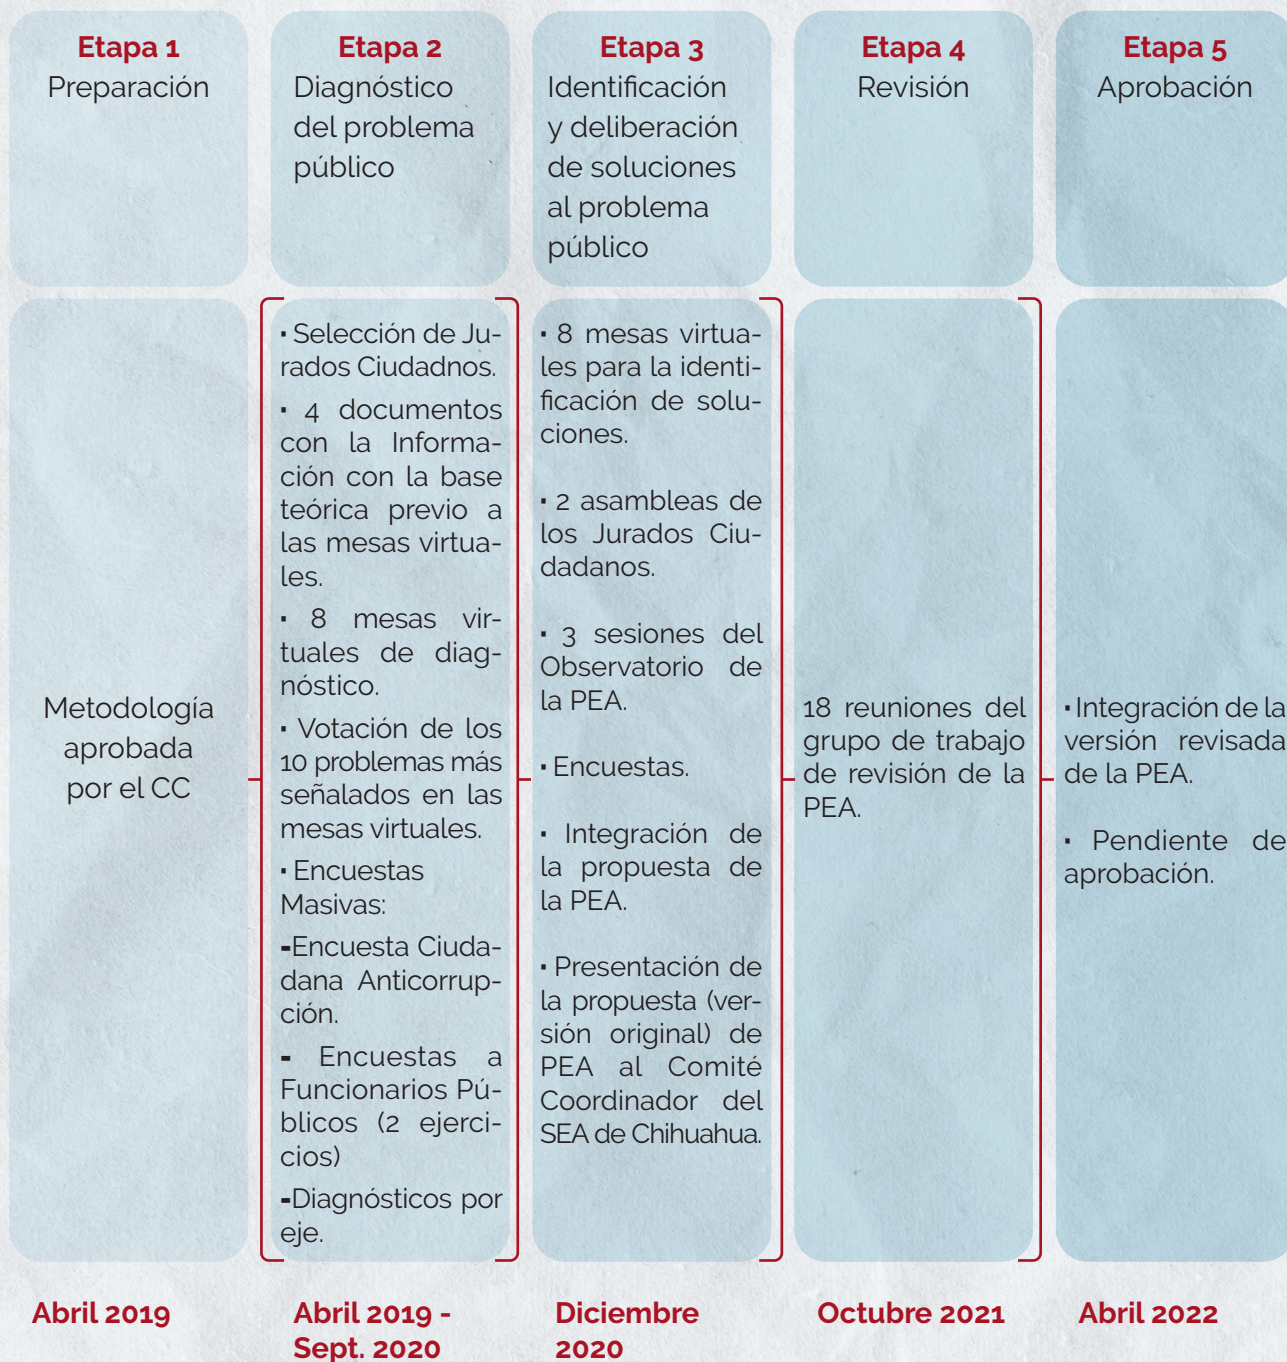 Etapa 1
Preparación
Etapa 2
Diagnóstico
del problema
público
Etapa 3
Identificación
y deliberación
de soluciones
al problema
público
Etapa 4
Revisión
Etapa 5
Aprobación
Metodología
aprobada
por el CC
· Selección de Ju-
rados Ciudadnos.
· 4 documentos
con la Informa-
ción con la base
teórica previo a
las mesas virtua-
les.
· 8 mesas vir-
tuales de diag-
nóstico.
· Votación de los
10 problemas más
señalados en las
mesas virtuales.
· Encuestas
Masivas:
-Encuesta Ciuda-
dana Anticorrup-
ción.
- Encuestas a
Funcionarios Pú-
blicos (2 ejerci-
cios)
-Diagnósticos por
eje.
· 8 mesas virtua-
les para la identi-
ficación de solu-
ciones.
· 2 asambleas de
los Jurados Ciu-
dadanos.
· 3 sesiones del
Observatorio de
la PEA.
· Encuestas.
· Integración de
la propuesta de
la PEA.
· Presentación de
la propuesta (ver-
sión original) de
PEA al Comité
Coordinador del
SEA de Chihuahua.
18 reuniones del
grupo de trabajo
de revisión de la
PEA.
· Integración de la
versión revisada
de la PEA.
· Pendiente de
aprobación.
Abril 2019
Abril 2019 -
Sept. 2020
Diciembre
2020
Octubre 2021
Abril 2022